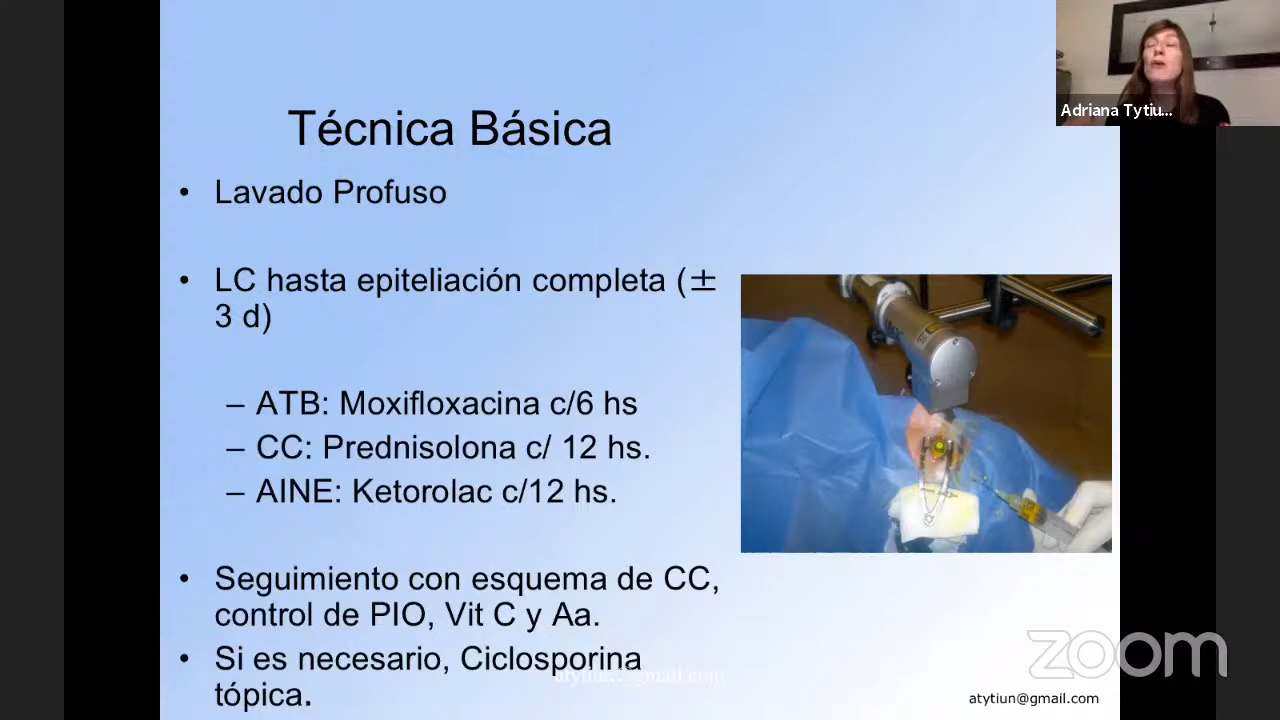 Técnica Básica
• Lavado Profuso
• LC hasta epiteliación completa (±
3 d)
– ATB: Moxifloxacina c/6 hs
– CC: Prednisolona c/ 12 hs.
– AINE: Ketorolac c/12 hs.
• Seguimiento con esquema de CC,
control de PIO, Vit C y Aa.
• Si es necesario, Ciclosporina
tópica.
atytiun@gmail.com
Adriana Tytiu...
zoom